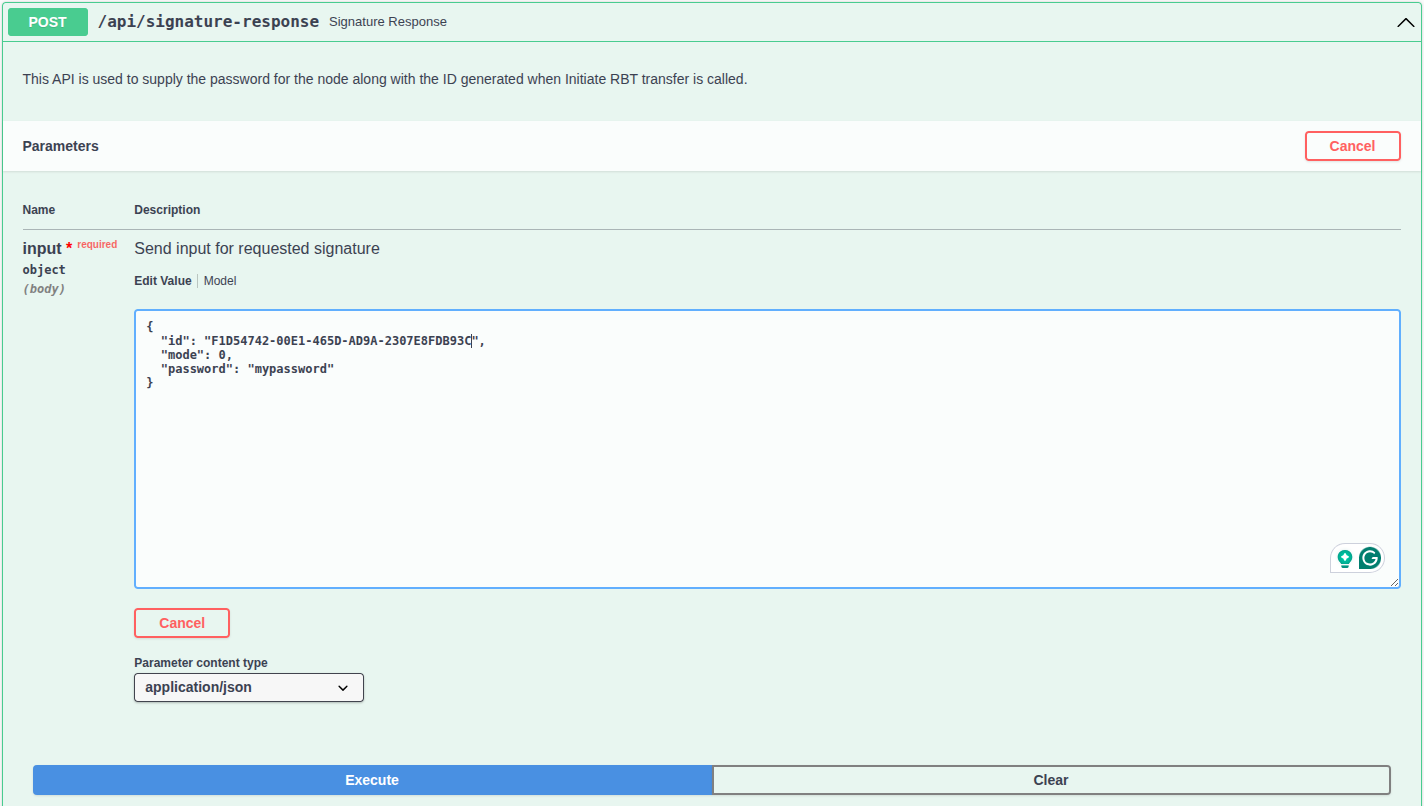 POST /api/signature-response Signature Response
This API is used to supply the password for the node along with the ID generated when Initiate RBT transfer is called.
Parameters Cancel
Name Description
input * required Send input for requested signature
object
(body)
Edit Value Model
{
  "id": "F1D54742-00E1-465D-AD9A-2307E8FDB93C",
  "mode": 0,
  "password": "mypassword"
}
Cancel
Parameter content type
application/json
Execute Clear